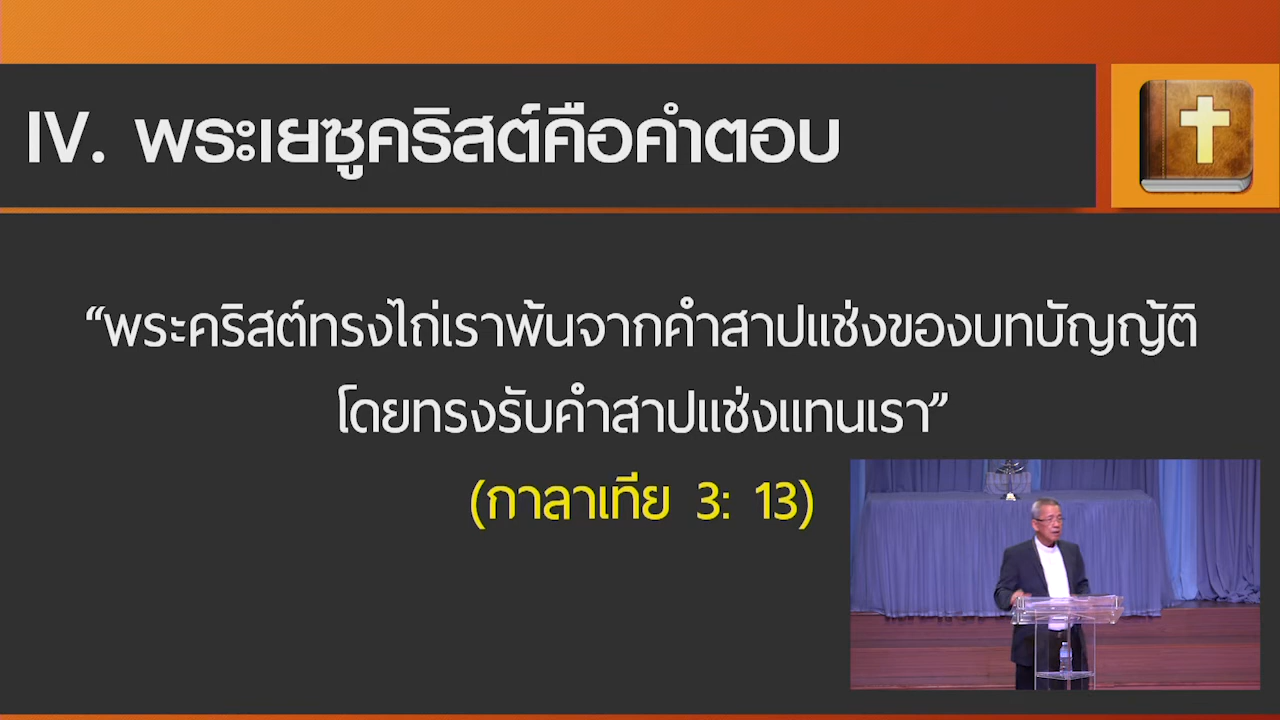 IV. พระเยซูคริสต์คือคำตอบ
“พระคริสต์ทรงไถ่เราพ้นจากคำสาปแช่งของบทบัญญัติ
โดยทรงรับคำสาปแช่งแทนเรา”
(กาลาเทีย 3: 13)